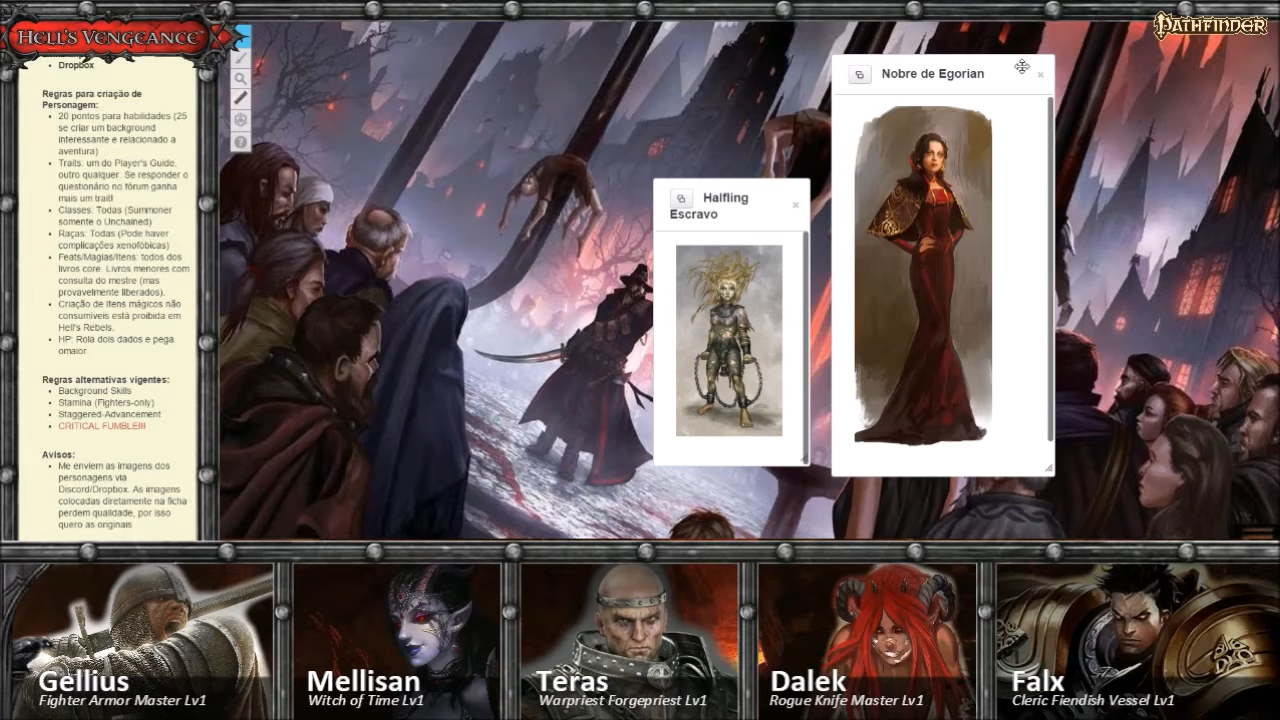 HELL'S VENGEANCE™
PATHFINDER
Dropbox
Regras para criação de
Personagem:
20 pontos para habilidades (25
se criar um background
interessante e relacionado a
aventura)
Traits: um do Player's Guide,
outro qualquer. Se responder o
questionário no fórum ganha
mais um trait!
Classes: Todas (Summoner
somente o Unchained)
Raças: Todas (Pode haver
complicações xenofóbicas)
Feats/Magias/Itens: todos dos
livros core. Livros menores com
consulta do mestre (mas
provavelmente liberados).
Criação de itens mágicos não
consumíveis está proibida em
Hell's Rebels.
HP: Rola dois dados e pega
omaior
Regras alternativas vigentes:
Background Skills
Stamina (Fighters-only)
Staggered-Advancement
CRITICAL FUMBLE!!!
Avisos:
Me enviem as imagens dos
personagens via
Discord/Dropbox. As imagens
colocadas diretamente na ficha
perdem qualidade, por isso
quero as originais
Halfling
Escravo
Nobre de Egorian
Gellius
Fighter Armor Master Lv1
Mellisan
Witch of Time Lv1
Teras
Warpriest Forgepriest Lv1
Dalek
Rogue Knife Master Lv1
Falx
Cleric Fiendish Vessel Lv1